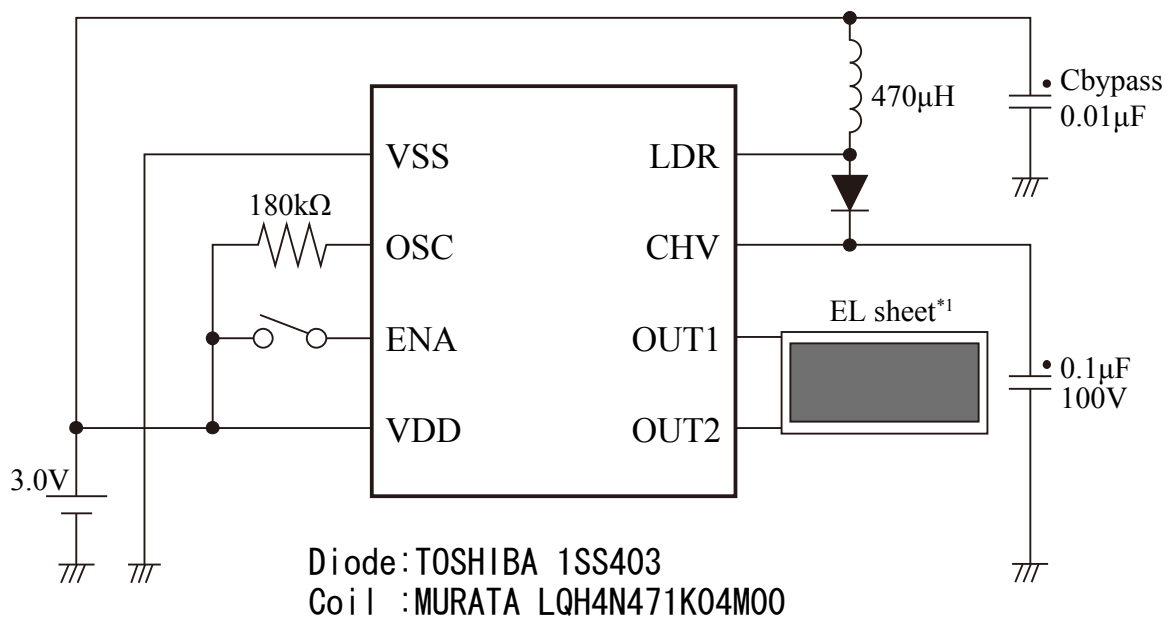 470μH
Cbypass
0.01μF
VSS
LDR
180kΩ
OSC
CHV
EL sheet*1
ENA
OUT1
0.1μF
100V
VDD
OUT2
3.0V
Diode:TOSHIBA 1SS403
Coil :MURATA LQH4N471K04M00